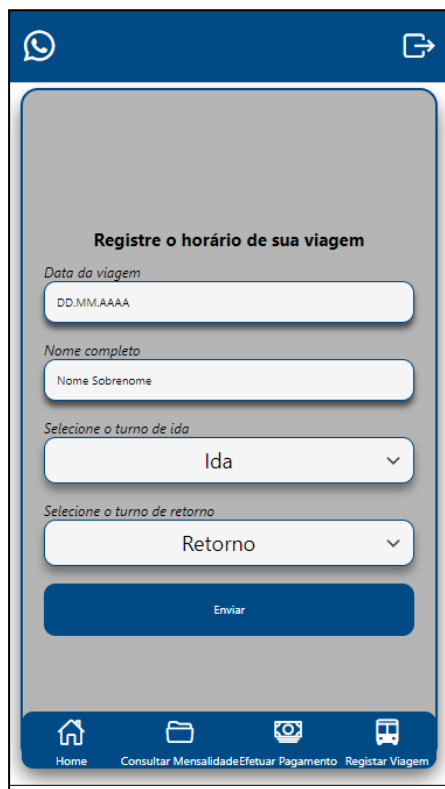 Registre o horário de sua viagem
Data da viagem
DD.MM.AAAA
Nome completo
Nome Sobrenome
Selecione o turno de ida
Ida
Selecione o turno de retorno
Retorno
Enviar
Home Consultar Mensalidade Efetuar Pagamento Registar Viagem